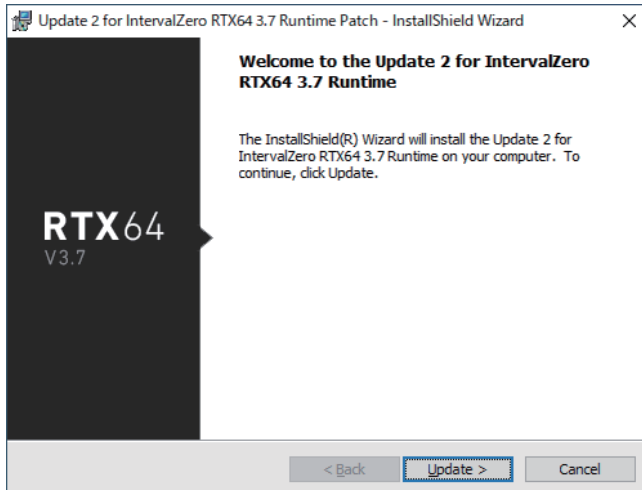 Update 2 for IntervalZero RTX64 3.7 Runtime Patch - InstallShield Wizard
Welcome to the Update 2 for IntervalZero
RTX64 3.7 Runtime
The InstallShield(R) Wizard will install the Update 2 for
IntervalZero RTX64 3.7 Runtime on your computer. To
continue, click Update.
RTX64
V3.7
< Back
Update >
Cancel